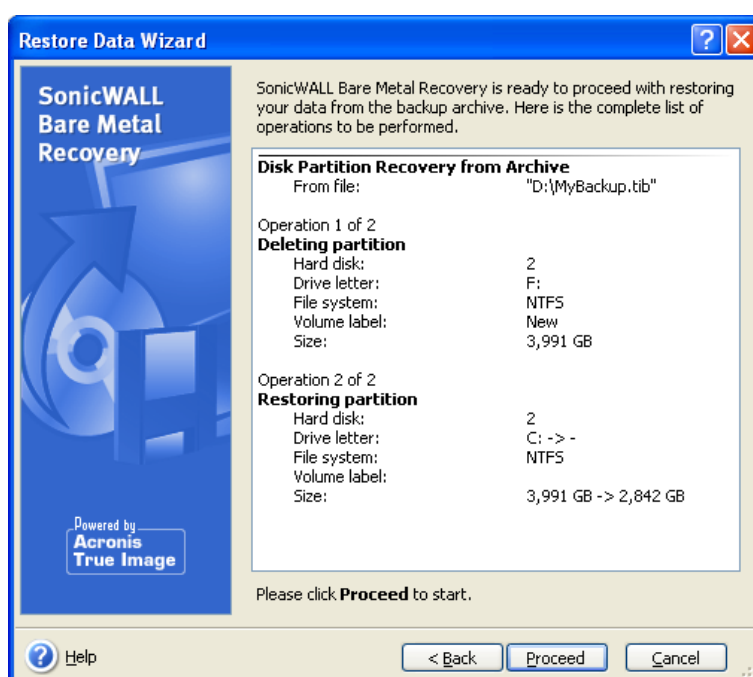 Restore Data Wizard
SonicWALL
Bare Metal
Recovery
SonicWALL Bare Metal Recovery is ready to proceed with restoring
your data from the backup archive. Here is the complete list of
operations to be performed.
Disk Partition Recovery from Archive
From file: "D:\MyBackup.tib"
Operation 1 of 2
Deleting partition
Hard disk: 2
Drive letter: F:
File system: NTFS
Volume label: New
Size: 3,991 GB
Operation 2 of 2
Restoring partition
Hard disk: 2
Drive letter: C: -> -
File system: NTFS
Volume label:
Size: 3,991 GB -> 2,842 GB
Powered by
Acronis
True Image
Please click Proceed to start.
Help
< Back
Proceed
Cancel